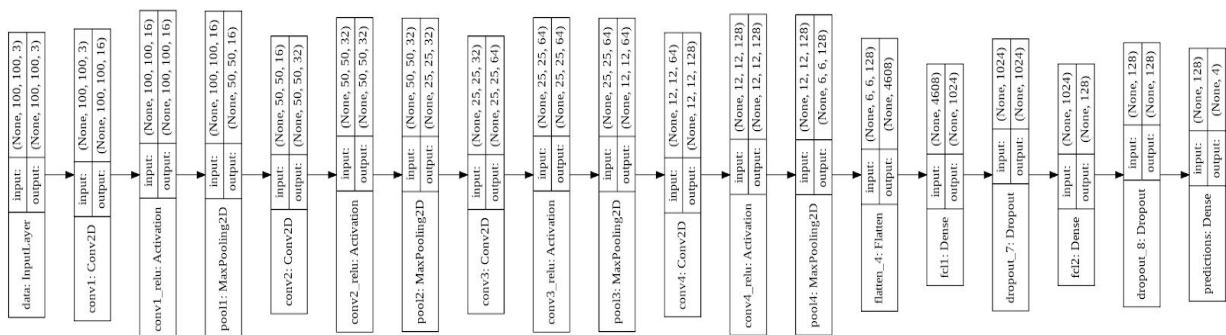 data: InputLayer
input: (None, 100, 100, 3)
output: (None, 100, 100, 3)
conv1: Conv2D
input: (None, 100, 100, 3)
output: (None, 100, 100, 16)
conv1_relu: Activation
input: (None, 100, 100, 16)
output: (None, 100, 100, 16)
pool1: MaxPooling2D
input: (None, 100, 100, 16)
output: (None, 50, 50, 16)
conv2: Conv2D
input: (None, 50, 50, 16)
output: (None, 50, 50, 32)
conv2_relu: Activation
input: (None, 50, 50, 32)
output: (None, 50, 50, 32)
pool2: MaxPooling2D
input: (None, 50, 50, 32)
output: (None, 25, 25, 32)
conv3: Conv2D
input: (None, 25, 25, 32)
output: (None, 25, 25, 64)
conv3_relu: Activation
input: (None, 25, 25, 64)
output: (None, 25, 25, 64)
pool3: MaxPooling2D
input: (None, 25, 25, 64)
output: (None, 12, 12, 64)
conv4: Conv2D
input: (None, 12, 12, 64)
output: (None, 12, 12, 128)
conv4_relu: Activation
input: (None, 12, 12, 128)
output: (None, 12, 12, 128)
pool4: MaxPooling2D
input: (None, 12, 12, 128)
output: (None, 6, 6, 128)
flatten_4: Flatten
input: (None, 6, 6, 128)
output: (None, 4608)
fcl1: Dense
input: (None, 4608)
output: (None, 1024)
dropout_7: Dropout
input: (None, 1024)
output: (None, 1024)
fcl2: Dense
input: (None, 1024)
output: (None, 128)
dropout_8: Dropout
input: (None, 128)
output: (None, 128)
predictions: Dense
input: (None, 128)
output: (None, 4)